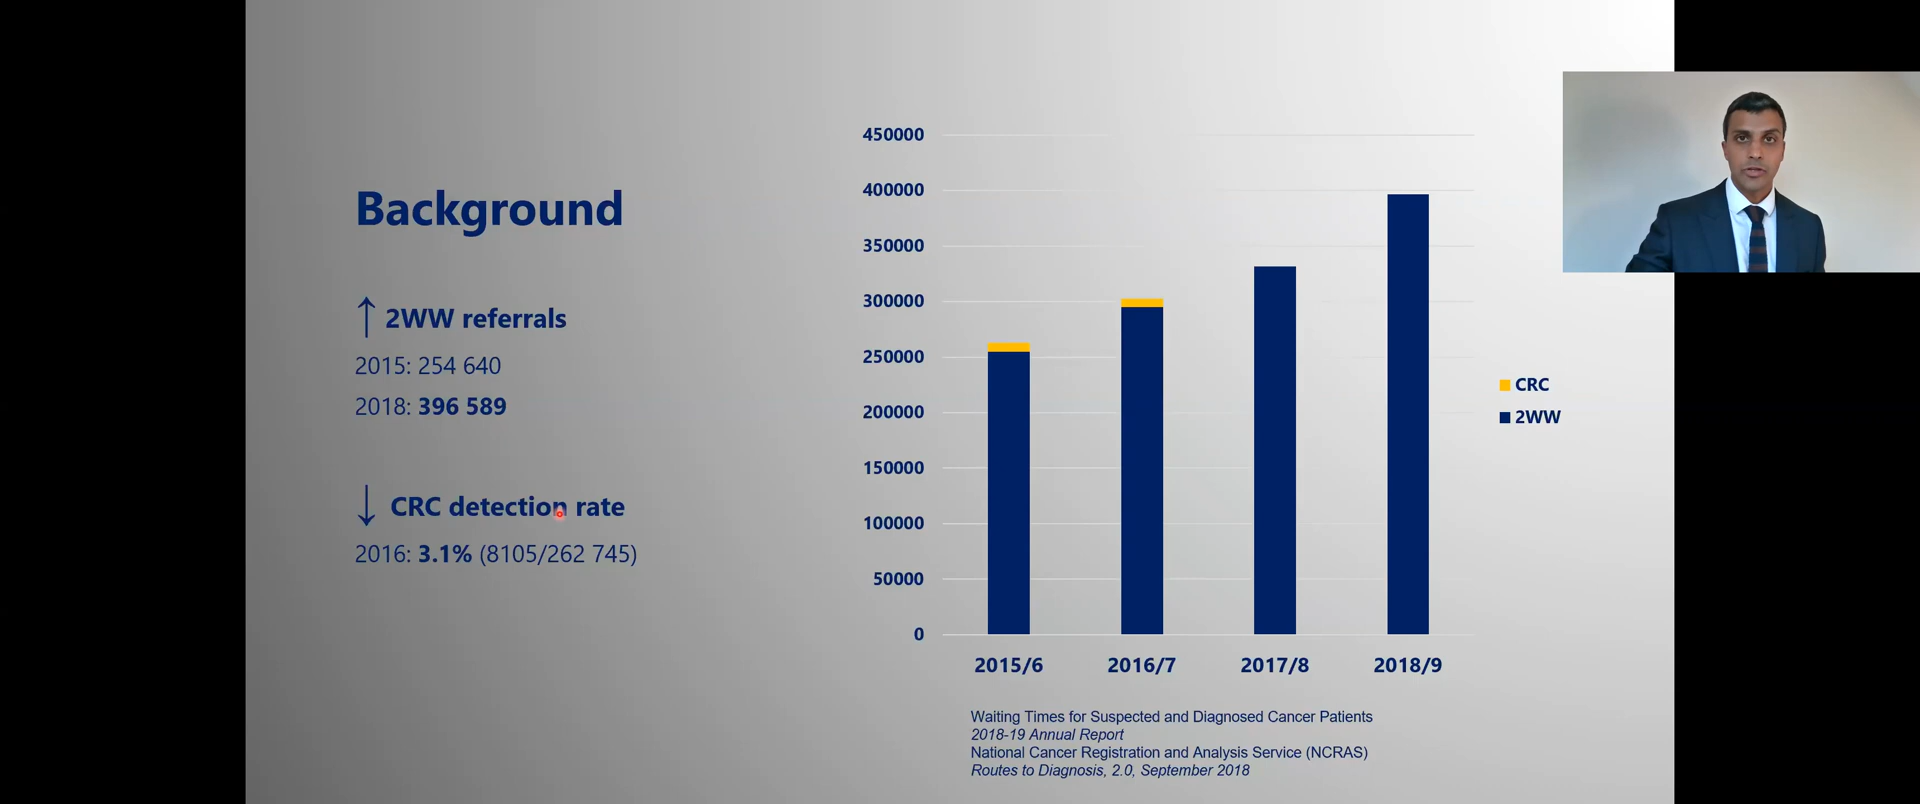 Background
↑ 2WW referrals
2015: 254 640
2018: 396 589
↓ CRC detection rate
2016: 3.1% (8105/262 745)
450000
400000
350000
300000
250000
200000
150000
100000
50000
0
2015/6 2016/7 2017/8 2018/9
CRC
2WW
Waiting Times for Suspected and Diagnosed Cancer Patients
2018-19 Annual Report
National Cancer Registration and Analysis Service (NCRAS)
Routes to Diagnosis, 2.0, September 2018